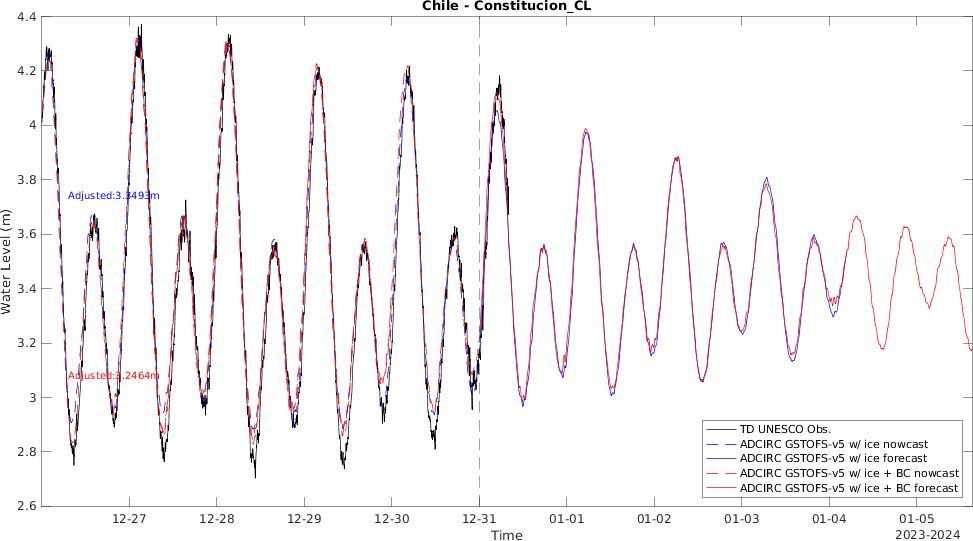 Chile - Constitucion_CL
4.4
4.2
4
3.8
3.6
3.4
3.2
3
2.8
2.6
Water Level (m)
Adjusted:3.3493m
Adjusted:3.2464m
TD UNESCO Obs.
ADCIRC GSTOFS-v5 w/ ice nowcast
ADCIRC GSTOFS-v5 w/ ice forecast
ADCIRC GSTOFS-v5 w/ ice + BC nowcast
ADCIRC GSTOFS-v5 w/ ice + BC forecast
12-27 12-28 12-29 12-30 12-31 01-01 01-02 01-03 01-04 01-05
Time
2023-2024